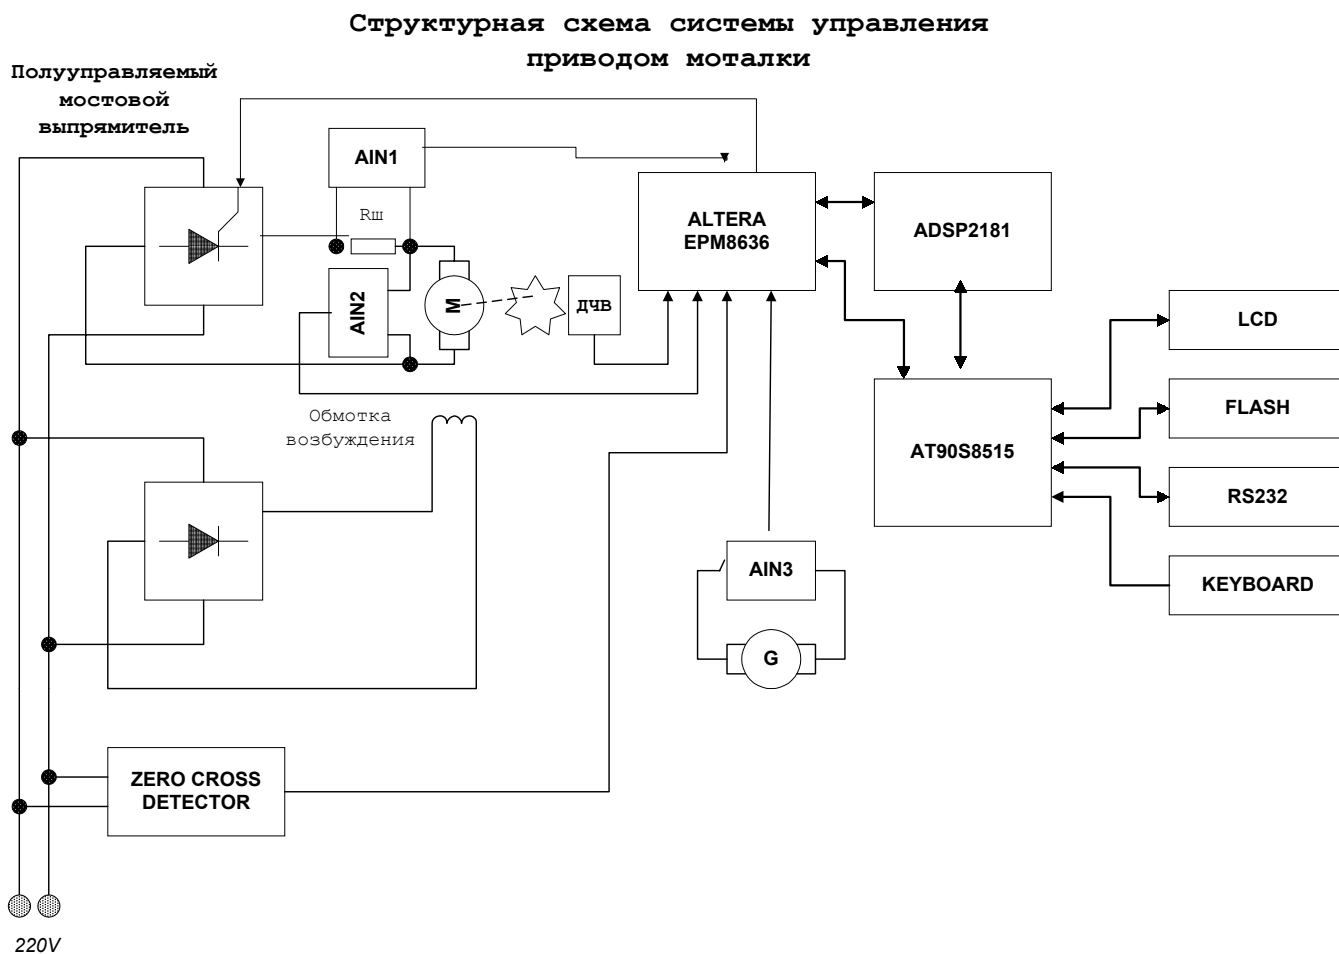 Структурная схема системы управления
приводом моталки
Полууправляемый
мостовой
выпрямитель
AIN1
Rш
AIN2
M
ДЧВ
ALTERA
EPM8636
ADSP2181
LCD
FLASH
AT90S8515
RS232
KEYBOARD
Обмотка
возбуждения
AIN3
G
ZERO CROSS
DETECTOR
220V